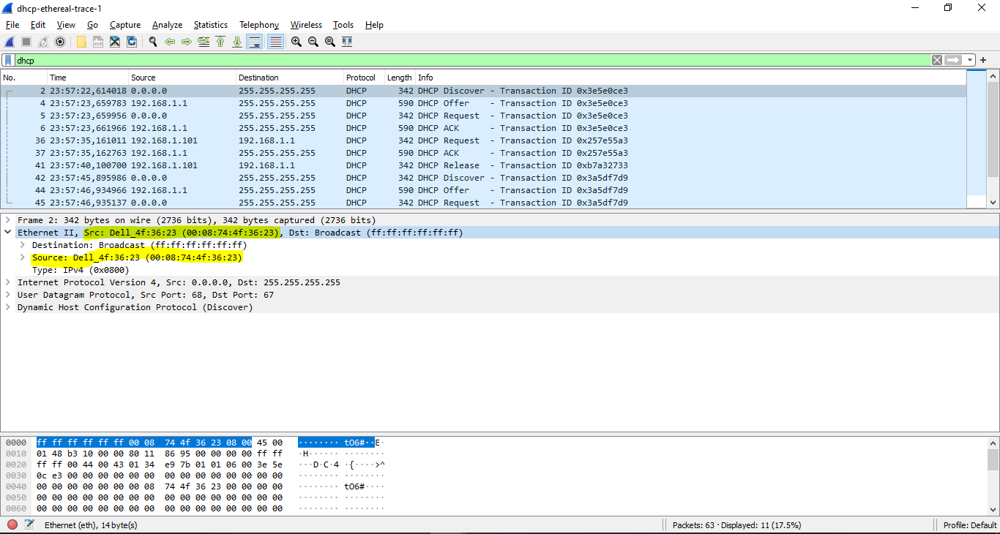 dhcp-ethereal-trace-1
File Edit View Go Capture Analyze Statistics Telephony Wireless Tools Help
dhcp
No. Time Source Destination Protocol Length Info
2 23:57:22,614018 0.0.0.0 255.255.255.255 DHCP 342 DHCP Discover - Transaction ID 0x3e5e0ce3
4 23:57:23,659783 192.168.1.1 255.255.255.255 DHCP 590 DHCP Offer - Transaction ID 0x3e5e0ce3
5 23:57:23,659956 0.0.0.0 255.255.255.255 DHCP 342 DHCP Request - Transaction ID 0x3e5e0ce3
6 23:57:23,661966 192.168.1.1 255.255.255.255 DHCP 590 DHCP ACK - Transaction ID 0x3e5e0ce3
36 23:57:35,161011 192.168.1.101 192.168.1.1 DHCP 342 DHCP Request - Transaction ID 0x257e55a3
37 23:57:35,162763 192.168.1.1 255.255.255.255 DHCP 590 DHCP ACK - Transaction ID 0x257e55a3
41 23:57:40,100700 192.168.1.101 192.168.1.1 DHCP 342 DHCP Release - Transaction ID 0xb7a32733
42 23:57:45,895986 0.0.0.0 255.255.255.255 DHCP 342 DHCP Discover - Transaction ID 0x3a5df7d9
44 23:57:46,934966 192.168.1.1 255.255.255.255 DHCP 590 DHCP Offer - Transaction ID 0x3a5df7d9
45 23:57:46,935137 0.0.0.0 255.255.255.255 DHCP 342 DHCP Request - Transaction ID 0x3a5df7d9
Frame 2: 342 bytes on wire (2736 bits), 342 bytes captured (2736 bits)
Ethernet II, Src: Dell_4f:36:23 (00:08:74:4f:36:23), Dst: Broadcast (ff:ff:ff:ff:ff:ff)
Destination: Broadcast (ff:ff:ff:ff:ff:ff)
Source: Dell_4f:36:23 (00:08:74:4f:36:23)
Type: IPv4 (0x0800)
Internet Protocol Version 4, Src: 0.0.0.0, Dst: 255.255.255.255
User Datagram Protocol, Src Port: 68, Dst Port: 67
Dynamic Host Configuration Protocol (Discover)
0000 ff ff ff ff ff ff 00 08 74 4f 36 23 08 00 45 00 ········ tO6#··E·
0010 01 48 b3 10 00 00 80 11 86 95 00 00 00 00 ff ff ·H······ ········
0020 ff ff 00 44 00 43 01 34 e9 7b 01 01 06 00 3e 5e ···D·C·4 ·{····>^
0030 0c e3 00 00 00 00 00 00 00 00 00 00 00 00 00 00 ········ ········
0040 00 00 00 00 00 00 00 08 74 4f 36 23 00 00 00 00 ········ tO6#····
0050 00 00 00 00 00 00 00 00 00 00 00 00 00 00 00 00 ········ ········
0060 00 00 00 00 00 00 00 00 00 00 00 00 00 00 00 00 ········ ········
Ethernet (eth), 14 byte(s) Packets: 63 · Displayed: 11 (17.5%) Profile: Default